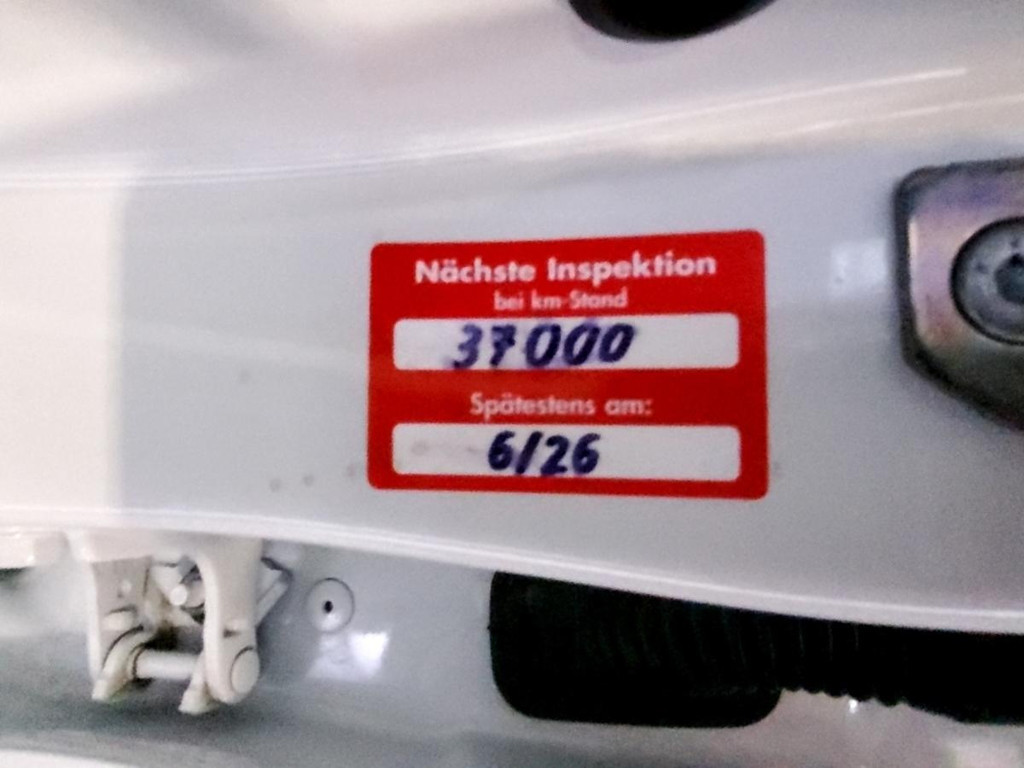 Nächste Inspektion
bei km-Stand
37000
Spätestens am:
6/26